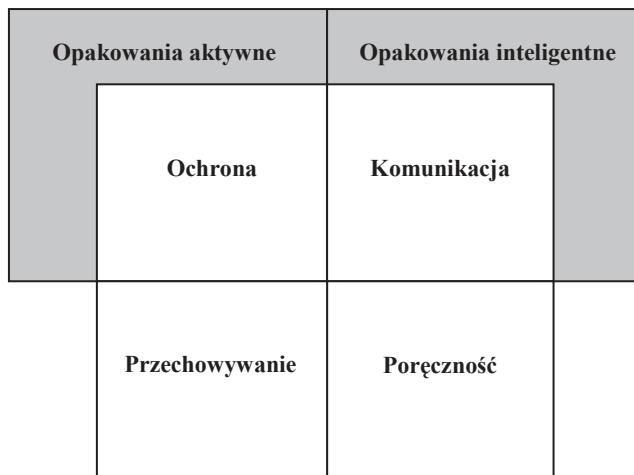 Opakowania aktywne
Opakowania inteligentne
Ochrona
Komunikacja
Przechowywanie
Poręczność